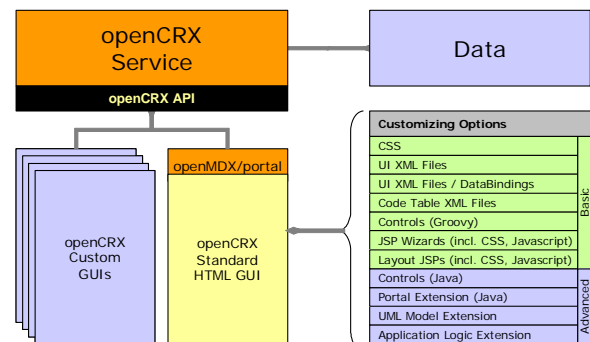 openCRX
Service
Data
openCRX API
openMDX/portal
openCRX
Custom
GUIs
openCRX
Standard
HTML GUI
Customizing Options
CSS
UI XML Files
UI XML Files / DataBindings
Code Table XML Files
Controls (Groovy)
JSP Wizards (incl. CSS, Javascript)
Layout JSPs (incl. CSS, Javascript)
Basic
Controls (Java)
Portal Extension (Java)
UML Model Extension
Application Logic Extension
Advanced